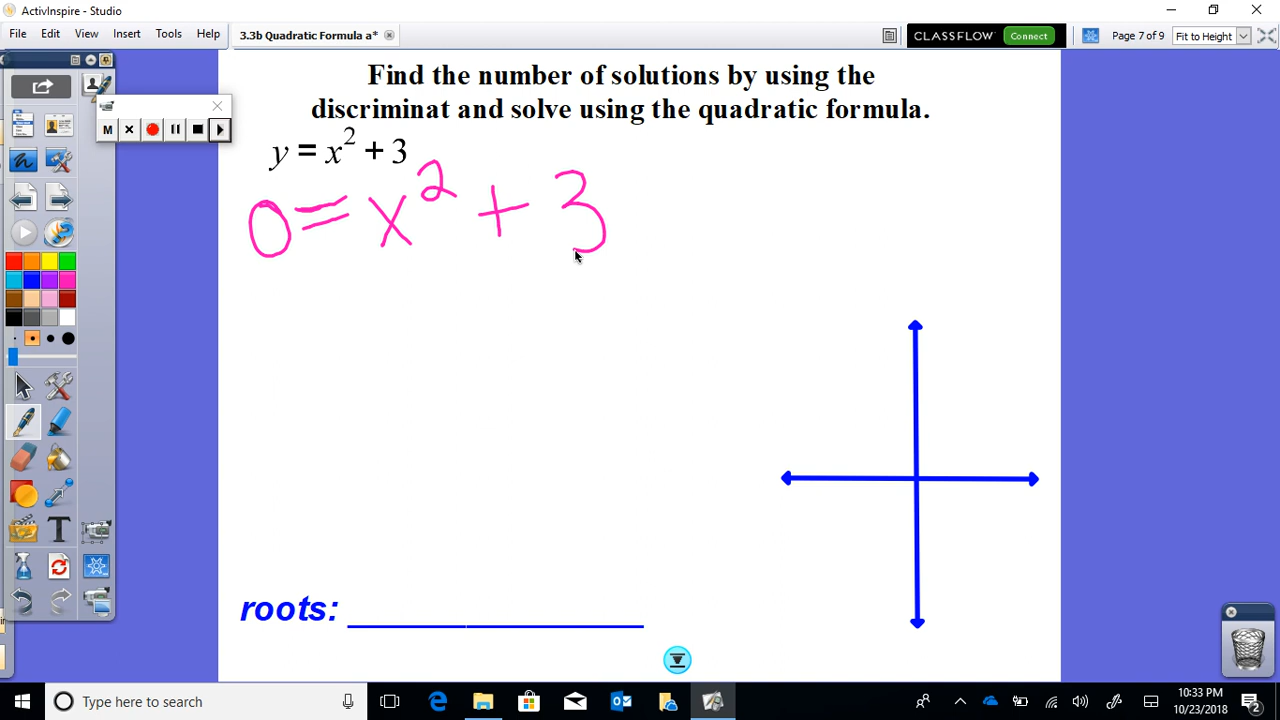 ActivInspire - Studio
File Edit View Insert Tools Help
3.3b Quadratic Formula a*
CLASSFLOW Connect
Page 7 of 9
Fit to Height
M
Find the number of solutions by using the
discriminat and solve using the quadratic formula.
y = x² + 3
0 = x² + 3
T
roots: ________________
Type here to search
10:33 PM
10/23/2018
2